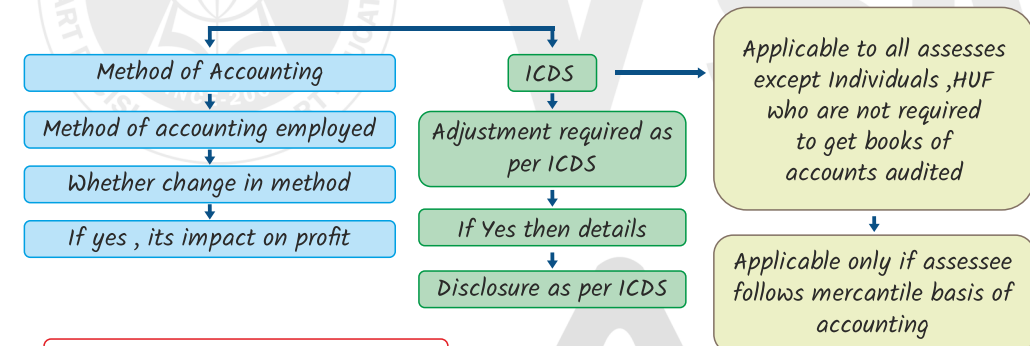 Method of Accounting
Method of accounting employed
Whether change in method
If yes , its impact on profit
ICDS
Adjustment required as
per ICDS
If Yes then details
Disclosure as per ICDS
Applicable to all assesses
except Individuals ,HUF
who are not required
to get books of
accounts audited
Applicable only if assessee
follows mercantile basis of
accounting